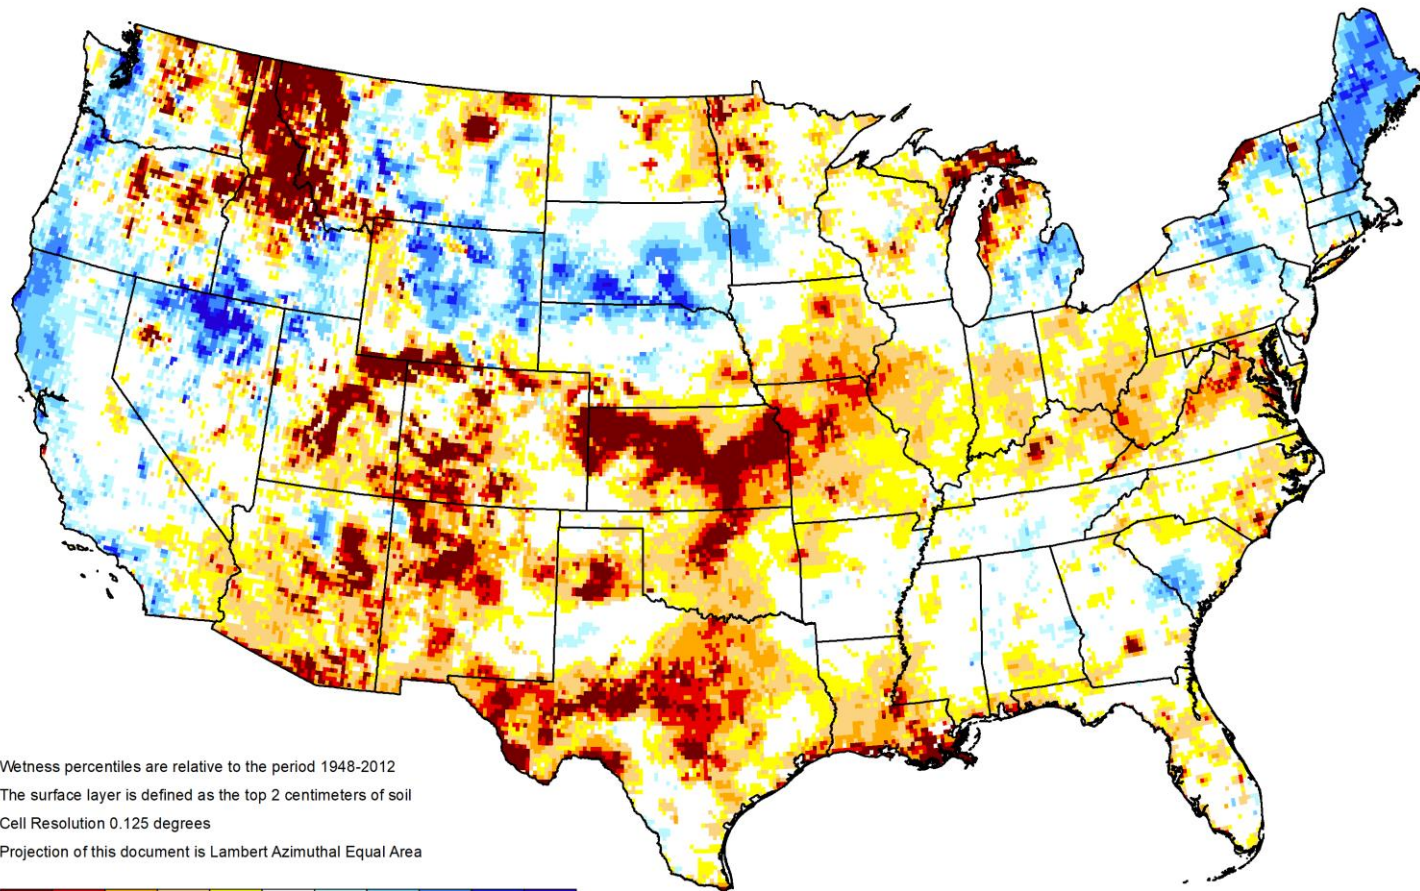 Wetness percentiles are relative to the period 1948-2012
The surface layer is defined as the top 2 centimeters of soil
Cell Resolution 0.125 degrees
Projection of this document is Lambert Azimuthal Equal Area